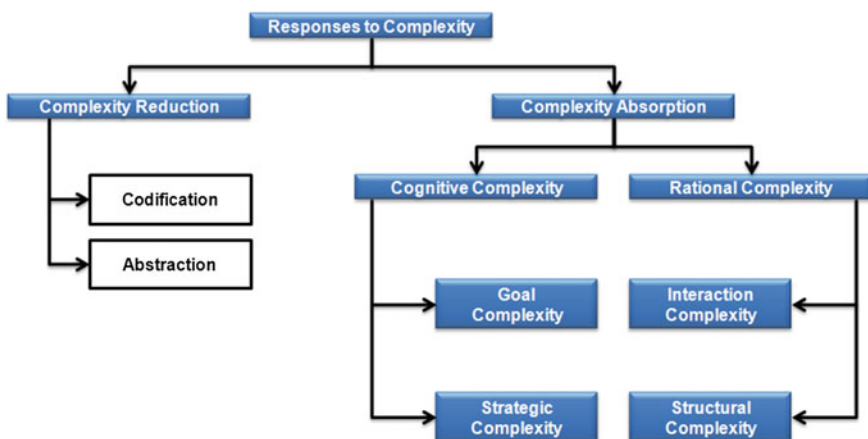 Responses to Complexity
Complexity Reduction
Complexity Absorption
Codification
Abstraction
Cognitive Complexity
Rational Complexity
Goal
Complexity
Interaction
Complexity
Strategic
Complexity
Structural
Complexity